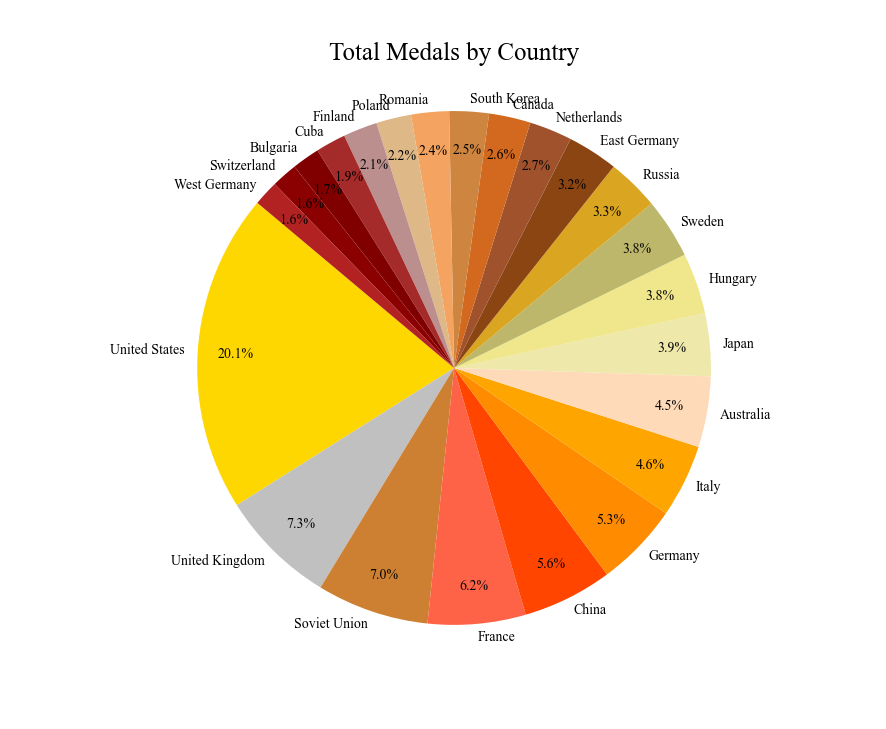 Total Medals by Country
United States
20.1%
United Kingdom
7.3%
Soviet Union
7.0%
France
6.2%
China
5.6%
Germany
5.3%
Italy
4.6%
Australia
4.5%
Japan
3.9%
Hungary
3.8%
Sweden
3.8%
Russia
3.3%
East Germany
3.2%
Netherlands
2.7%
Canada
2.6%
South Korea
2.5%
Romania
2.4%
Poland
2.2%
Finland
2.1%
Cuba
1.9%
Bulgaria
1.7%
Switzerland
1.6%
West Germany
1.6%